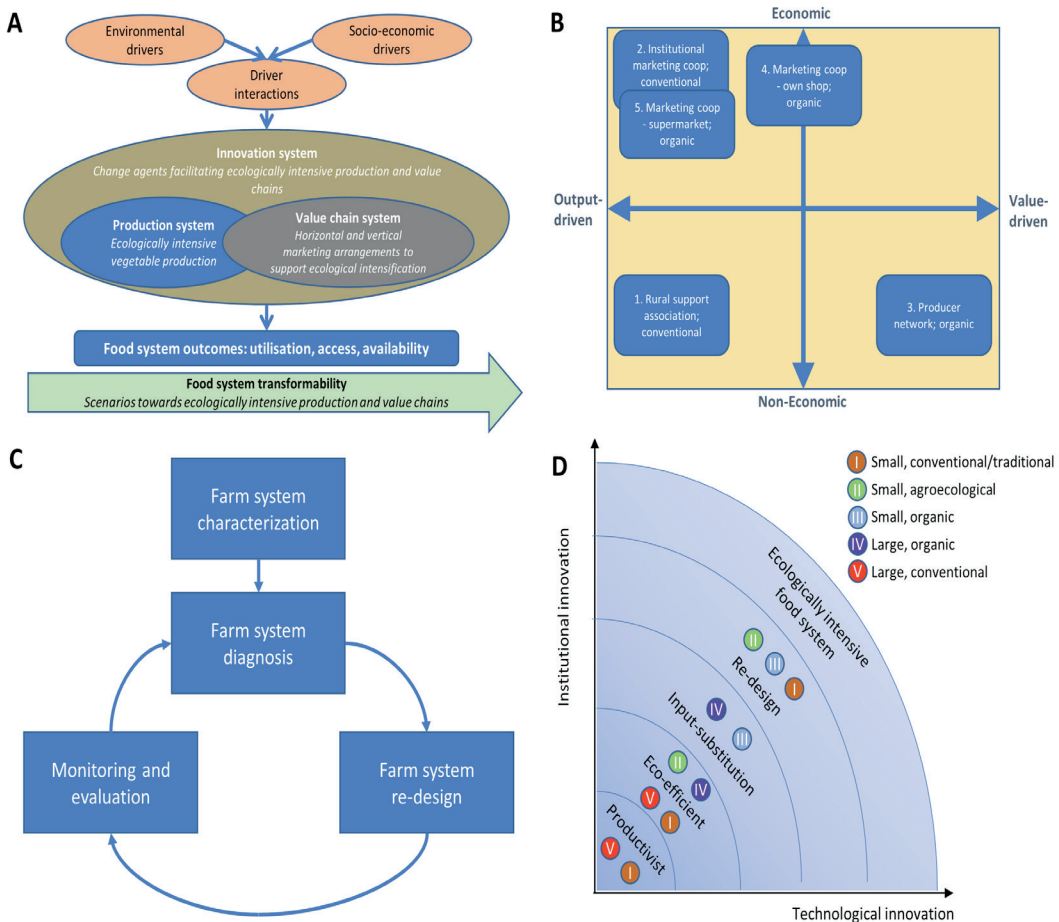 A
Environmental
drivers
Socio-economic
drivers
Driver
interactions
Innovation system
Change agents facilitating ecologically intensive production and value
chains
Production system
Ecologically intensive
vegetable production
Value chain system
Horizontal and vertical
marketing arrangements to
support ecological intensification
Food system outcomes: utilisation, access, availability
Food system transformability
Scenarios towards ecologically intensive production and value chains
B
Economic
2. Institutional
marketing coop;
conventional
5. Marketing coop
- supermarket;
organic
4. Marketing coop
- own shop;
organic
Output-
driven
Value-
driven
1. Rural support
association;
conventional
3. Producer
network; organic
Non-Economic
C
Farm system
characterization
Farm system
diagnosis
Monitoring and
evaluation
Farm system
re-design
D
I Small, conventional/traditional
II Small, agroecological
III Small, organic
IV Large, organic
V Large, conventional
Institutional innovation
Ecologically intensive
food system
II
III
I
Re-design
IV
III
Input-substitution
II
IV
V
I
Eco-efficient
Productivist
V
I
Technological innovation